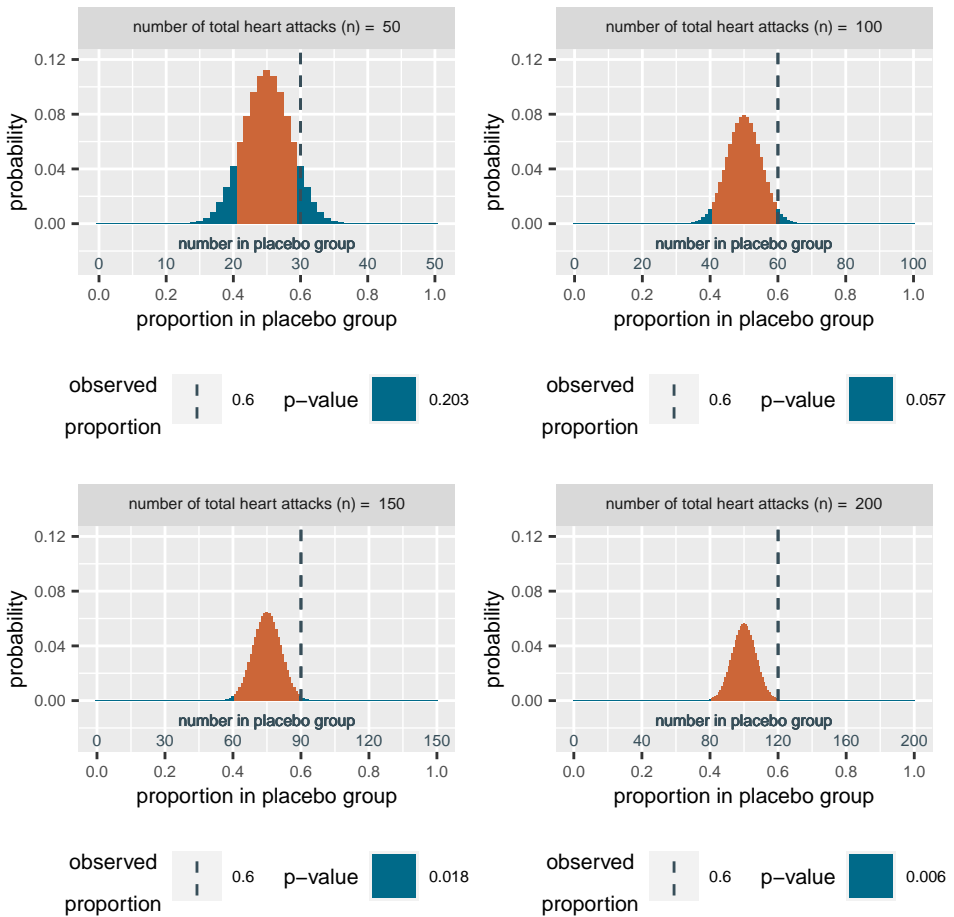 number of total heart attacks (n) = 50
0.12
0.08
0.04
0.00
probability
number in placebo group
0 10 20 30 40 50
0.0 0.2 0.4 0.6 0.8 1.0
proportion in placebo group
observed
proportion
0.6
p−value
0.203
number of total heart attacks (n) = 100
0.12
0.08
0.04
0.00
probability
number in placebo group
0 20 40 60 80 100
0.0 0.2 0.4 0.6 0.8 1.0
proportion in placebo group
observed
proportion
0.6
p−value
0.057
number of total heart attacks (n) = 150
0.12
0.08
0.04
0.00
probability
number in placebo group
0 30 60 90 120 150
0.0 0.2 0.4 0.6 0.8 1.0
proportion in placebo group
observed
proportion
0.6
p−value
0.018
number of total heart attacks (n) = 200
0.12
0.08
0.04
0.00
probability
number in placebo group
0 40 80 120 160 200
0.0 0.2 0.4 0.6 0.8 1.0
proportion in placebo group
observed
proportion
0.6
p−value
0.006